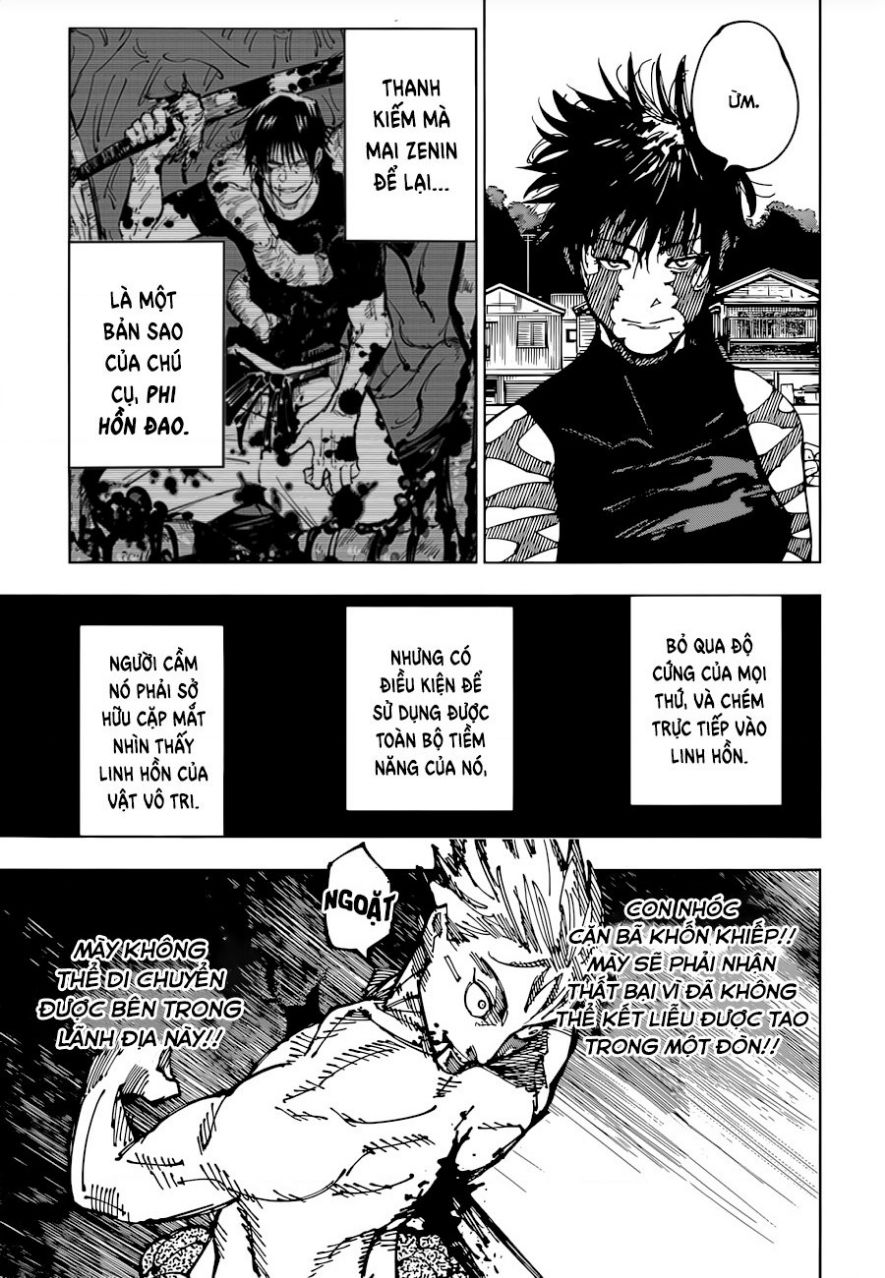 ỪM.
THANH
KIẾM MÀ
MAI ZENIN
ĐỂ LẠI...
LÀ MỘT
BẢN SAO
CỦA CHÚ
CỤ, PHI
HỒN ĐAO.
BỎ QUA ĐỘ
CỨNG CỦA MỌI
THỨ, VÀ CHÉM
TRỰC TIẾP VÀO
LINH HỒN.
NHƯNG CÓ
ĐIỀU KIỆN ĐỂ
SỬ DỤNG ĐƯỢC
TOÀN BỘ TIỀM
NĂNG CỦA NÓ,
NGƯỜI CẦM
NÓ PHẢI SỞ
HỮU CẶP MẮT
NHÌN THẤY
LINH HỒN CỦA
VẬT VÔ TRI.
NGOẶT
CON NHÓC
CẶN BÃ KHỐN KHIẾP!!
MÀY SẼ PHẢI NHẬN
THẤT BẠI VÌ ĐÃ KHÔNG
THỂ KẾT LIỄU ĐƯƠC TAO
TRONG MỘT ĐÒN!!
MÀY KHÔNG
THỂ DI CHUYỂN
ĐƯỢC BÊN TRONG
LÃNH ĐỊA NÀY!!